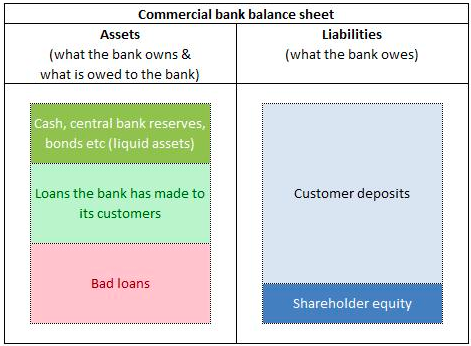 Commercial bank balance sheet
Assets
(what the bank owns &
what is owed to the bank)
Liabilities
(what the bank owes)
Cash, central bank reserves,
bonds etc (liquid assets)
Loans the bank has made to
its customers
Bad loans
Customer deposits
Shareholder equity